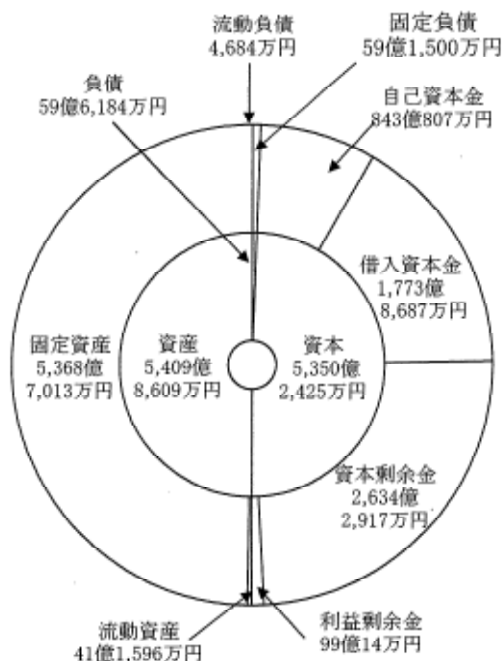 流動負債
4,684万円
固定負債
59億1,500万円
負債
59億6,184万円
自己資本金
843億807万円
借入資本金
1,773億
8,687万円
固定資産
5,368億
7,013万円
資産
5,409億
8,609万円
資本
5,350億
2,425万円
資本剰余金
2,634億
2,917万円
流動資産
41億1,596万円
利益剰余金
99億14万円